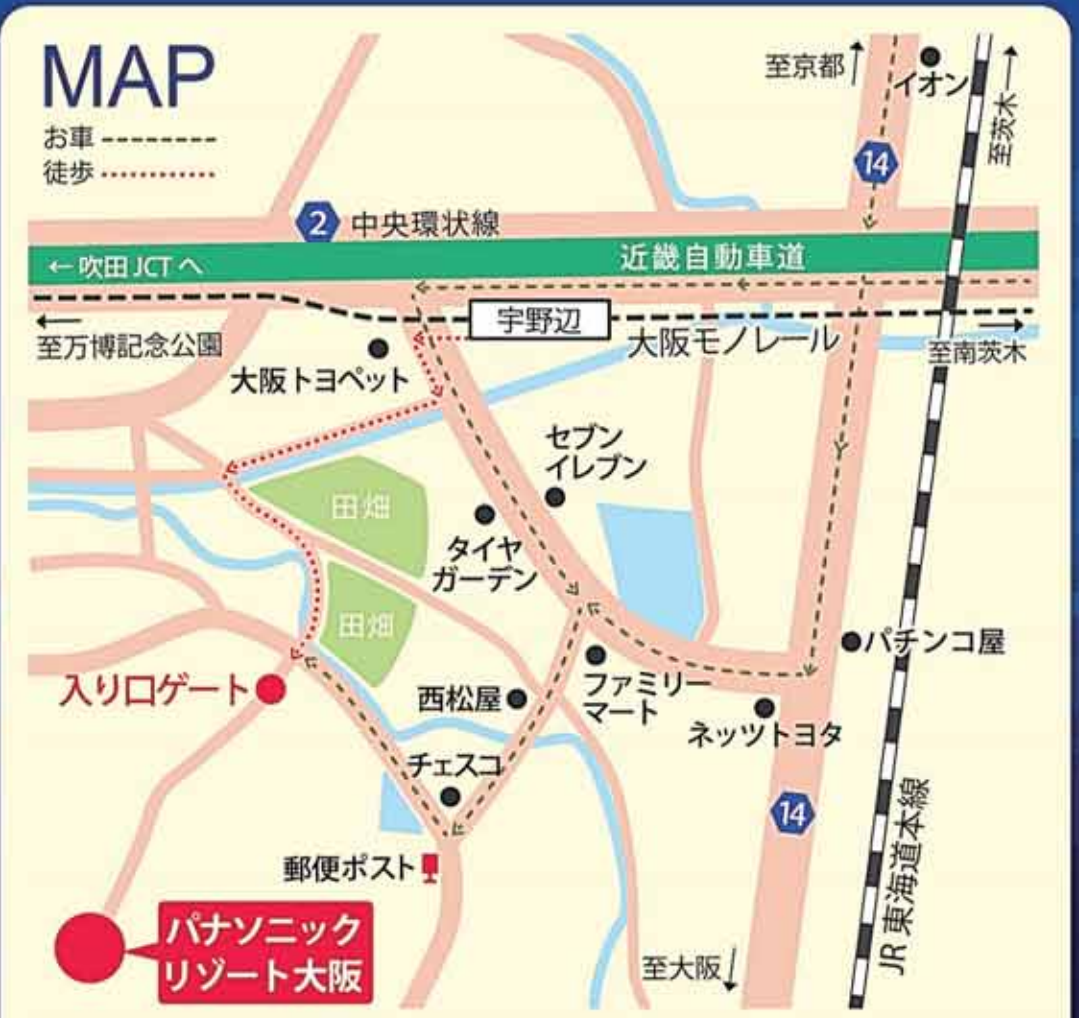 MAP
お車
徒歩
至京都
イオン
至茨木
14
2 中央環状線
←吹田JCTへ
近畿自動車道
至万博記念公園
宇野辺
大阪モノレール
至南茨木
大阪トヨペット
セブン
イレブン
田畑
タイヤ
ガーデン
田畑
パチンコ屋
入り口ゲート
西松屋
ファミリー
マート
ネッツトヨタ
チェスコ
14
郵便ポスト
JR東海道本線
パナソニック
リゾート大阪
至大阪